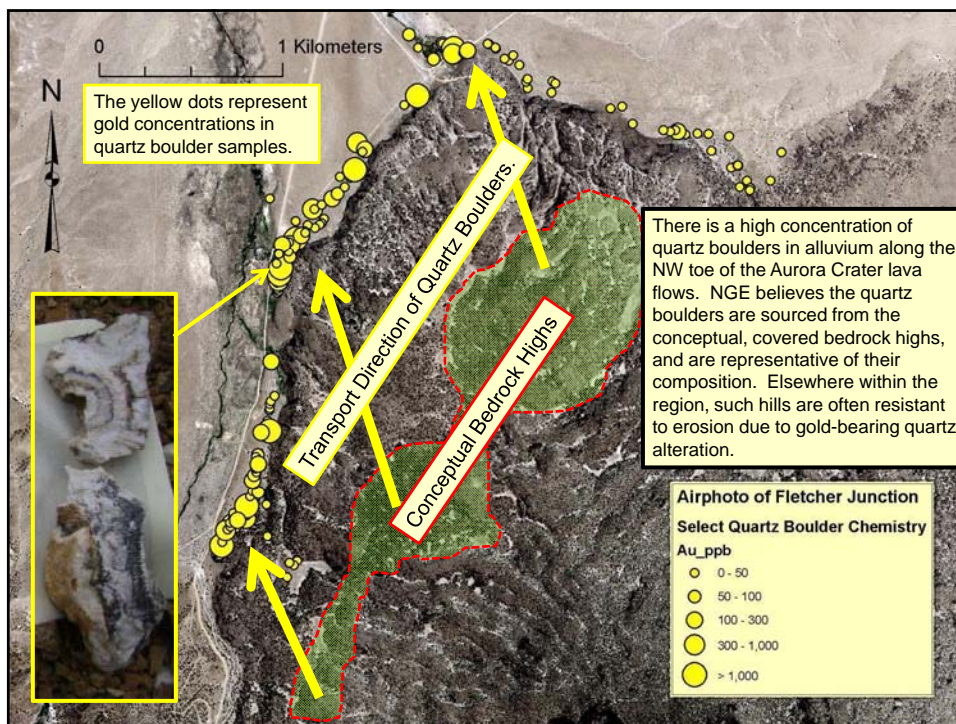 0 1 Kilometers
N
The yellow dots represent
gold concentrations in
quartz boulder samples.
Transport Direction of Quartz Boulders.
Conceptual Bedrock Highs
There is a high concentration of
quartz boulders in alluvium along the
NW toe of the Aurora Crater lava
flows. NGE believes the quartz
boulders are sourced from the
conceptual, covered bedrock highs,
and are representative of their
composition. Elsewhere within the
region, such hills are often resistant
to erosion due to gold-bearing quartz
alteration.
Airphoto of Fletcher Junction
Select Quartz Boulder Chemistry
Au_ppb
0 - 50
50 - 100
100 - 300
300 - 1,000
> 1,000